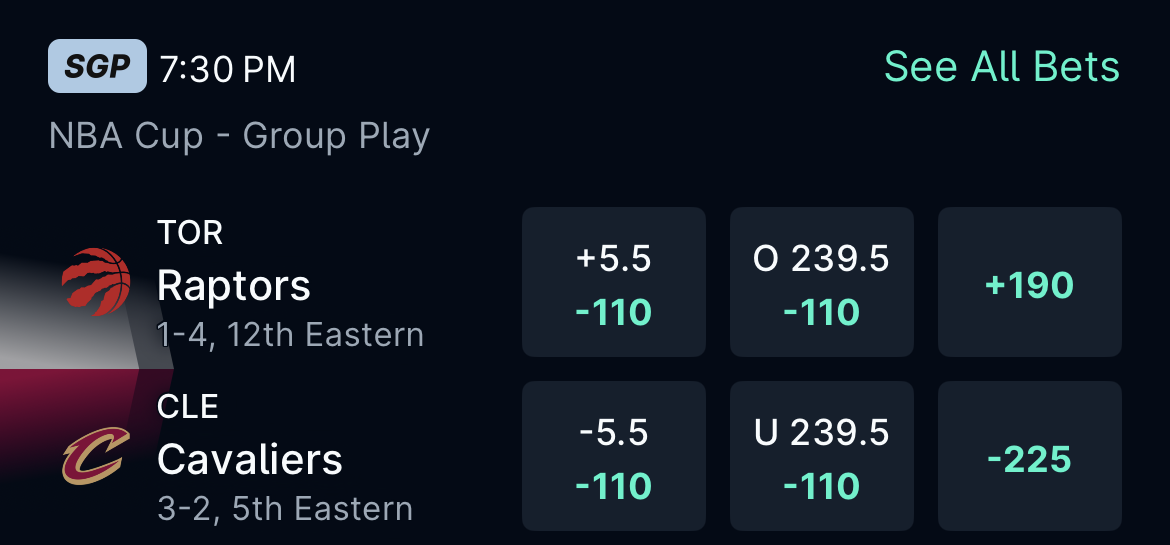 SGP 7:30 PM See All Bets
NBA Cup - Group Play
TOR
Raptors
1-4, 12th Eastern
+5.5 O 239.5 +190
-110 -110
CLE
Cavaliers
3-2, 5th Eastern
-5.5 U 239.5 -225
-110 -110